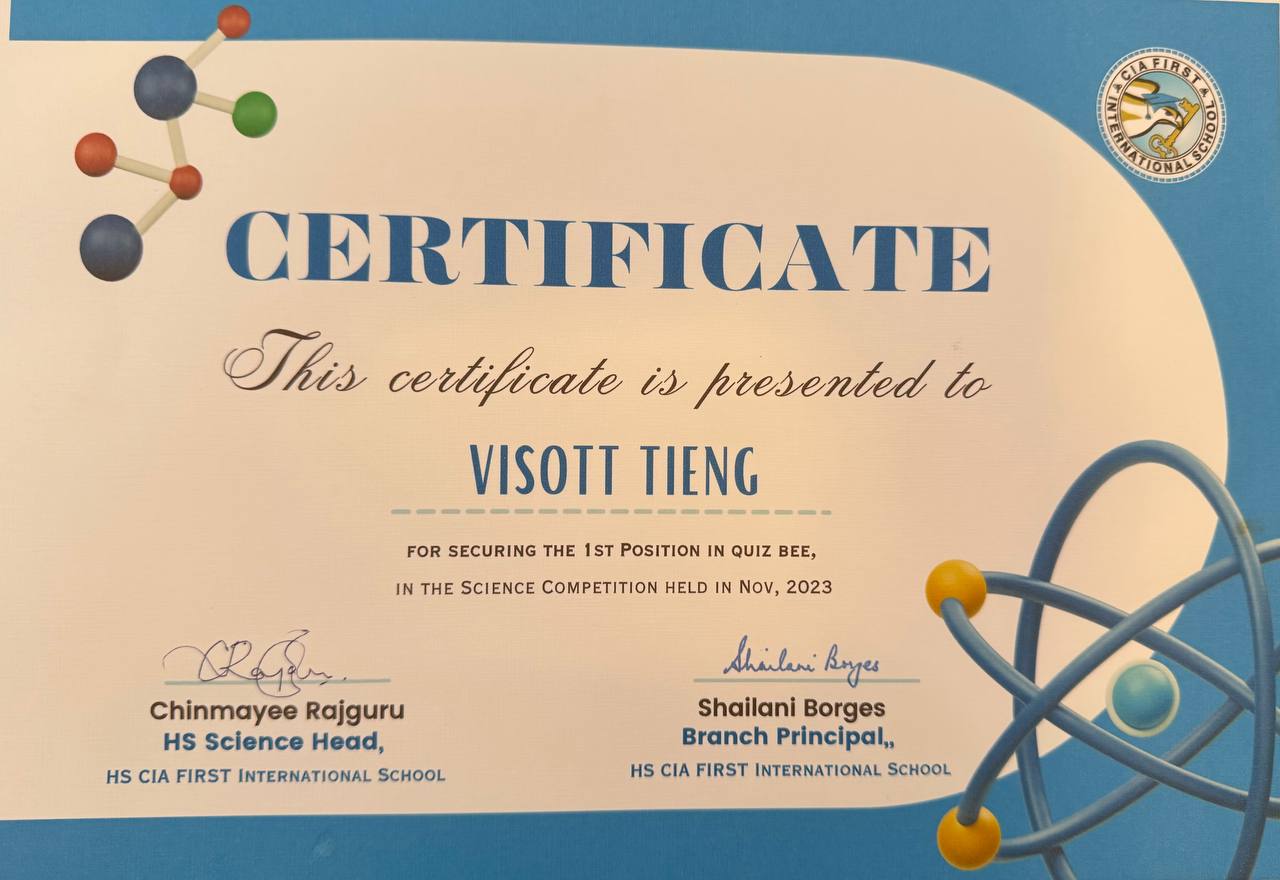 CIA FIRST
INTERNATIONAL SCHOOL
CERTIFICATE
This certificate is presented to
VISOTT TIENG
FOR SECURING THE 1ST POSITION IN QUIZ BEE,
IN THE SCIENCE COMPETITION HELD IN NOV, 2023
Shailani Borges
Chinmayee Rajguru
HS Science Head,
HS CIA FIRST INTERNATIONAL SCHOOL
Shailani Borges
Branch Principal,,
HS CIA FIRST INTERNATIONAL SCHOOL